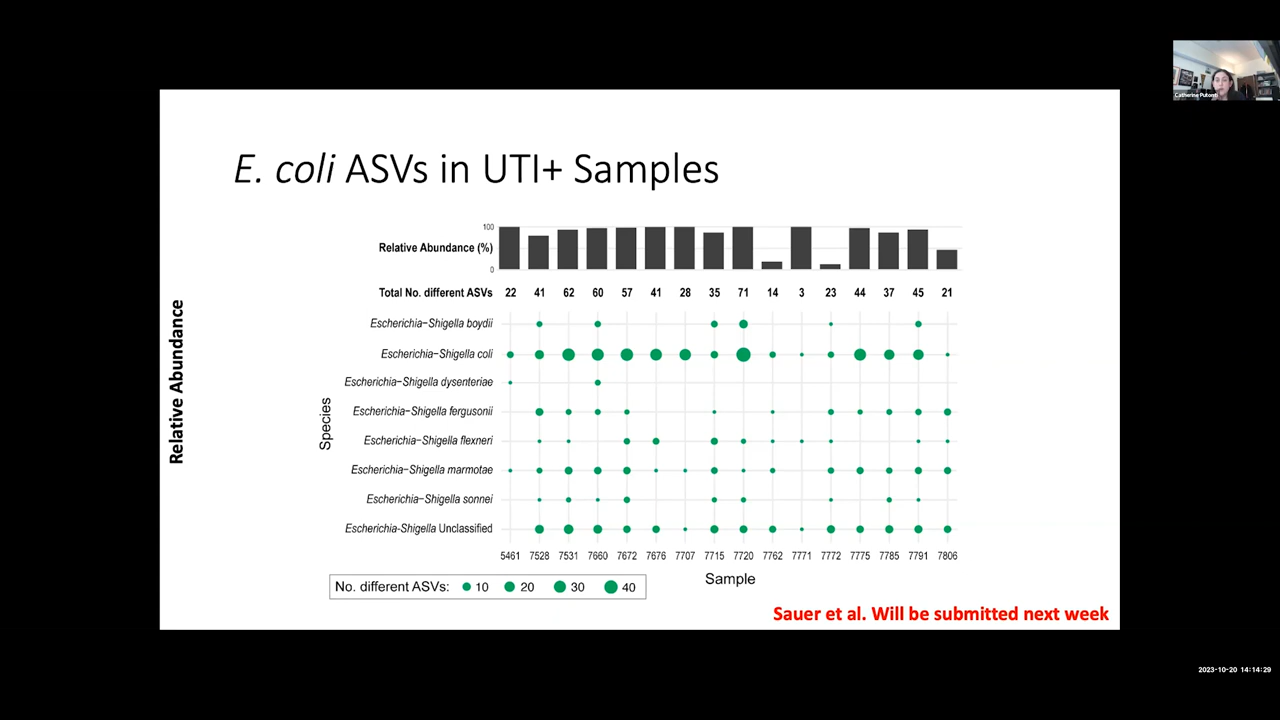 Catherine Putonti
E. coli ASVs in UTI+ Samples
Relative Abundance
100
Relative Abundance (%)
0
Total No. different ASVs 22 41 62 60 57 41 28 35 71 14 3 23 44 37 45 21
Species
Escherichia−Shigella boydii
Escherichia−Shigella coli
Escherichia−Shigella dysenteriae
Escherichia−Shigella fergusonii
Escherichia−Shigella flexneri
Escherichia−Shigella marmotae
Escherichia−Shigella sonnei
Escherichia-Shigella Unclassified
5461 7528 7531 7660 7672 7676 7707 7715 7720 7762 7771 7772 7775 7785 7791 7806
Sample
No. different ASVs: 10 20 30 40
Sauer et al. Will be submitted next week
2023-10-20 14:14:29